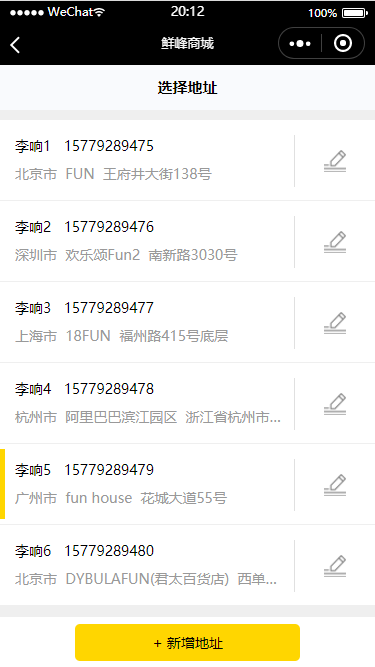 WeChat 20:12 100%
鲜峰商城
选择地址
李响1 15779289475
北京市 FUN 王府井大街138号
李响2 15779289476
深圳市 欢乐颂Fun2 南新路3030号
李响3 15779289477
上海市 18FUN 福州路415号底层
李响4 15779289478
杭州市 阿里巴巴滨江园区 浙江省杭州市...
李响5 15779289479
广州市 fun house 花城大道55号
李响6 15779289480
北京市 DYBULAFUN(君太百货店) 西单...
+ 新增地址